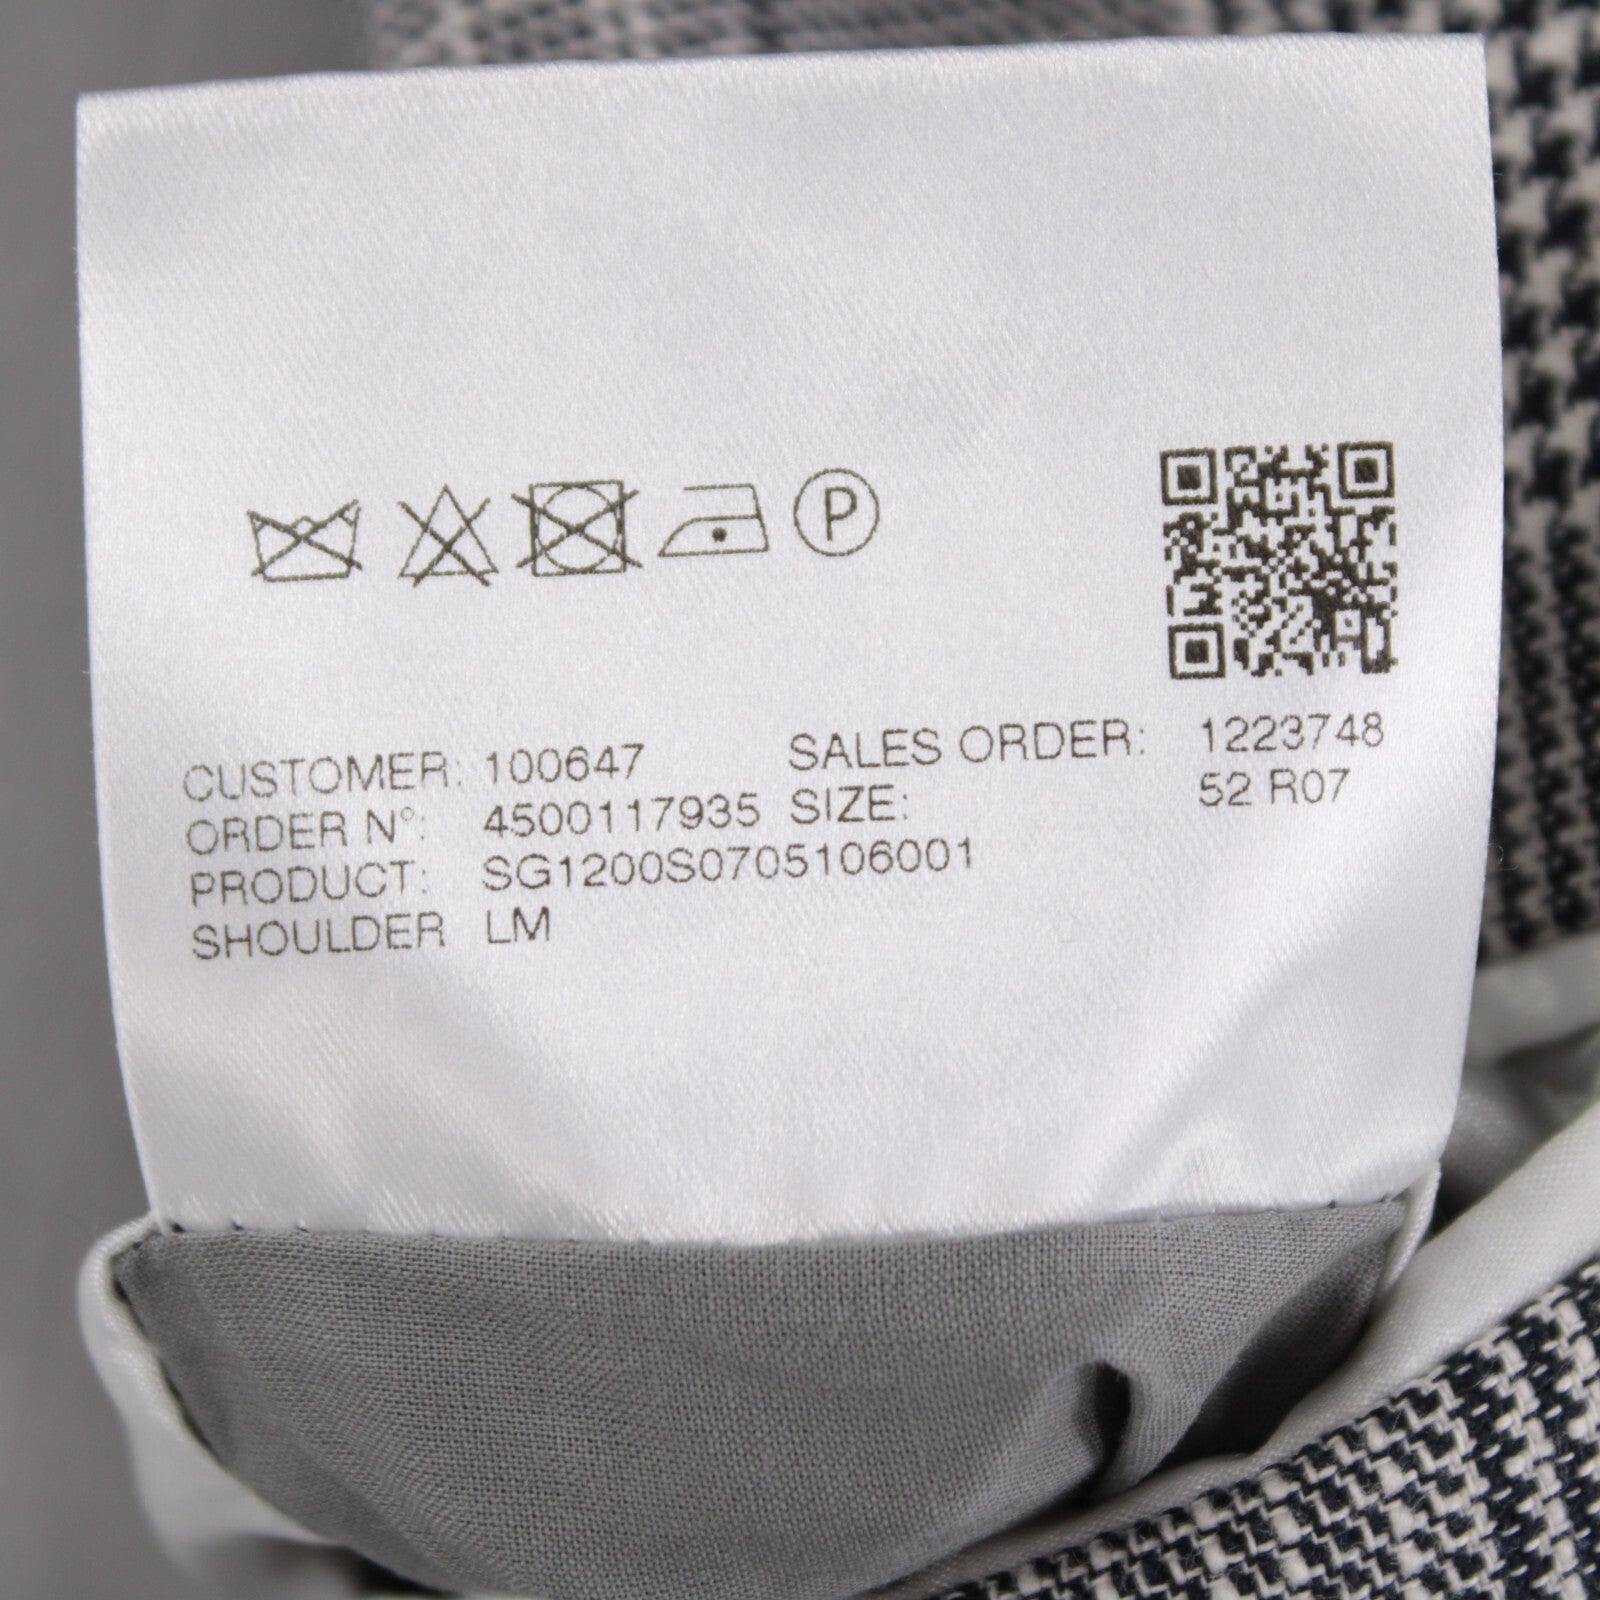 P
CUSTOMER: 100647 SALES ORDER: 1223748
ORDER N°: 4500117935 SIZE: 52 R07
PRODUCT: SG1200S0705106001
SHOULDER LM